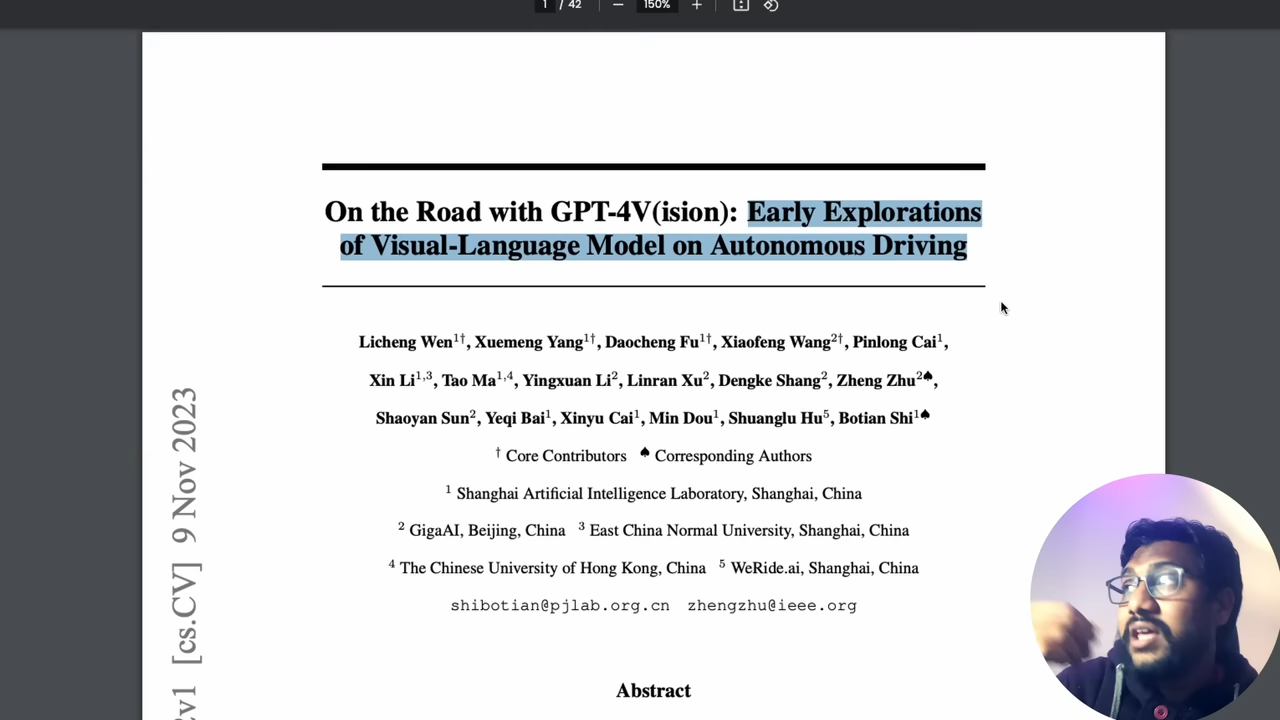 1 / 42 — 150% +
On the Road with GPT-4V(ision): Early Explorations
of Visual-Language Model on Autonomous Driving
Licheng Wen1†, Xuemeng Yang1†, Daocheng Fu1†, Xiaofeng Wang2†, Pinlong Cai1,
Xin Li1,3, Tao Ma1,4, Yingxuan Li2, Linran Xu2, Dengke Shang2, Zheng Zhu2♠,
Shaoyan Sun2, Yeqi Bai1, Xinyu Cai1, Min Dou1, Shuanglu Hu5, Botian Shi1♠
† Core Contributors ♠ Corresponding Authors
1 Shanghai Artificial Intelligence Laboratory, Shanghai, China
2 GigaAI, Beijing, China 3 East China Normal University, Shanghai, China
4 The Chinese University of Hong Kong, China 5 WeRide.ai, Shanghai, China
shibotian@pjlab.org.cn zhengzhu@ieee.org
Abstract
v1 [cs.CV] 9 Nov 2023